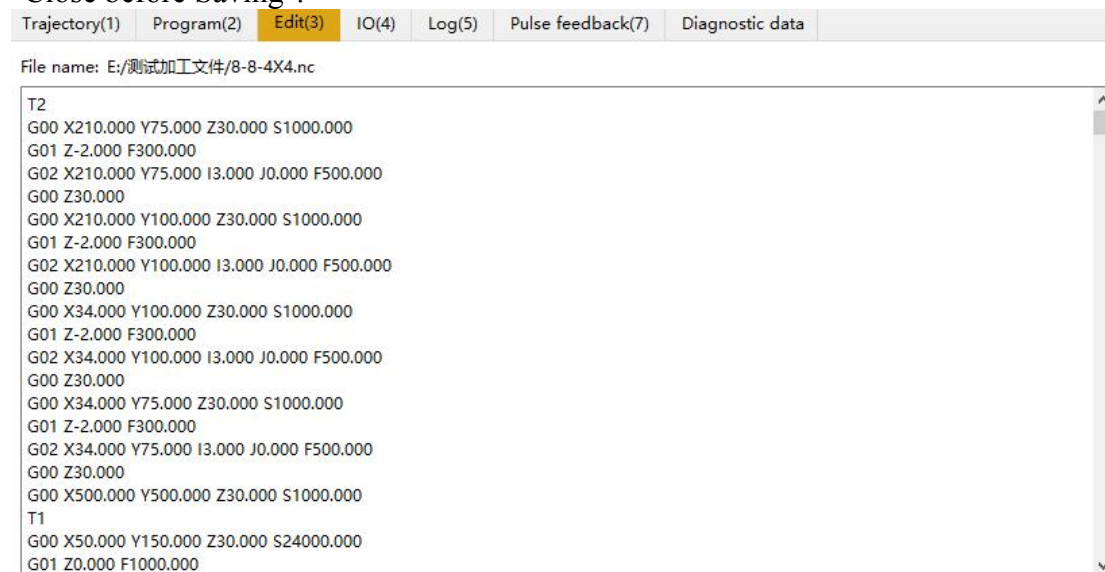 Close before Saving".
Trajectory(1) Program(2) Edit(3) IO(4) Log(5) Pulse feedback(7) Diagnostic data
File name: E:/测试加工文件/8-8-4X4.nc
T2
G00 X210.000 Y75.000 Z30.000 S1000.000
G01 Z-2.000 F300.000
G02 X210.000 Y75.000 I3.000 J0.000 F500.000
G00 Z30.000
G00 X210.000 Y100.000 Z30.000 S1000.000
G01 Z-2.000 F300.000
G02 X210.000 Y100.000 I3.000 J0.000 F500.000
G00 Z30.000
G00 X34.000 Y100.000 Z30.000 S1000.000
G01 Z-2.000 F300.000
G02 X34.000 Y100.000 I3.000 J0.000 F500.000
G00 Z30.000
G00 X34.000 Y75.000 Z30.000 S1000.000
G01 Z-2.000 F300.000
G02 X34.000 Y75.000 I3.000 J0.000 F500.000
G00 Z30.000
G00 X500.000 Y500.000 Z30.000 S1000.000
T1
G00 X50.000 Y150.000 Z30.000 S24000.000
G01 Z0.000 F1000.000